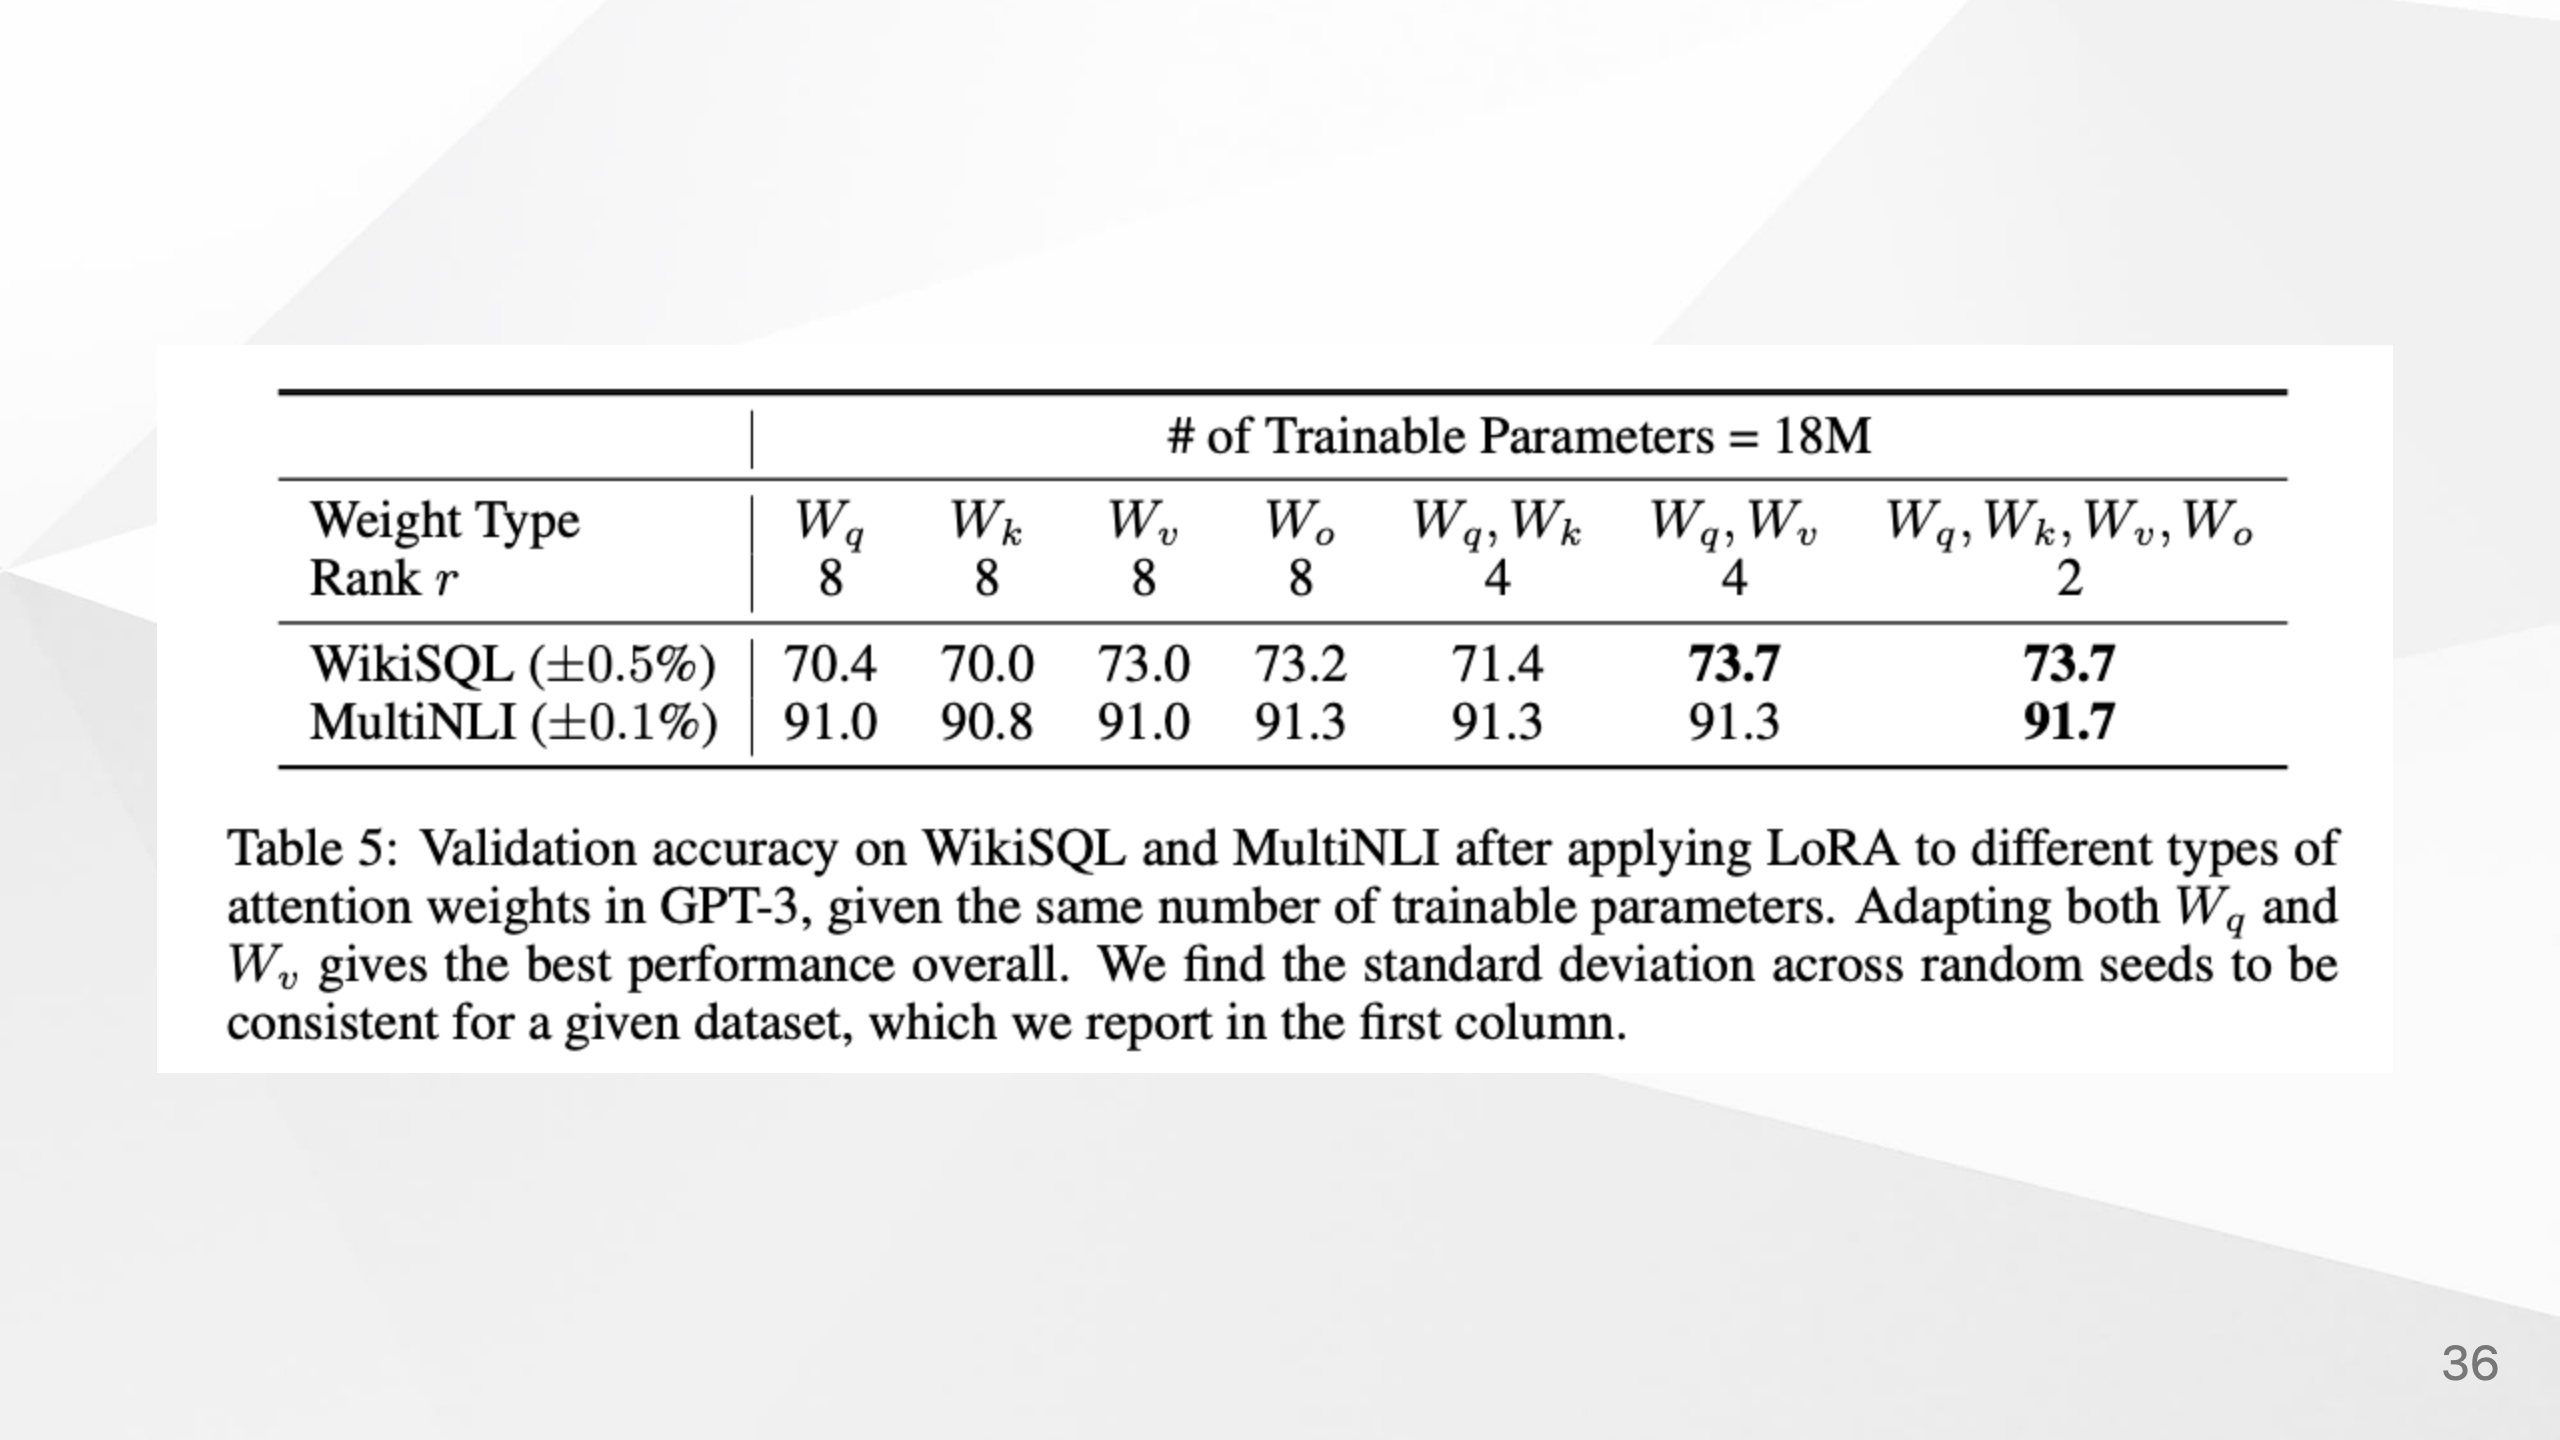 # of Trainable Parameters = 18M
Weight Type W_q W_k W_v W_o W_q, W_k W_q, W_v W_q, W_k, W_v, W_o
Rank r 8 8 8 8 4 4 2
WikiSQL (±0.5%) 70.4 70.0 73.0 73.2 71.4 73.7 73.7
MultiNLI (±0.1%) 91.0 90.8 91.0 91.3 91.3 91.3 91.7
Table 5: Validation accuracy on WikiSQL and MultiNLI after applying LoRA to different types of
attention weights in GPT-3, given the same number of trainable parameters. Adapting both W_q and
W_v gives the best performance overall. We find the standard deviation across random seeds to be
consistent for a given dataset, which we report in the first column.
36